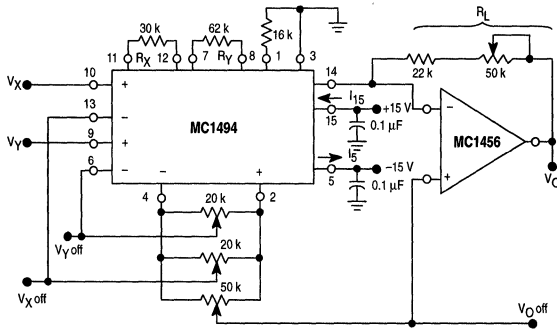 R_L
30 k
62 k
16 k
11 R_X 12 7 R_Y 8 1 3
22 k
50 k
V_X 10 +
14
13 −
I_15
15
+15 V
0.1 µF
MC1494
−
MC1456
V_Y 9 +
6 −
I_5
5
−15 V
0.1 µF
+
V_O
− +
4 2
20 k
V_Y off
20 k
V_X off
50 k
V_O off